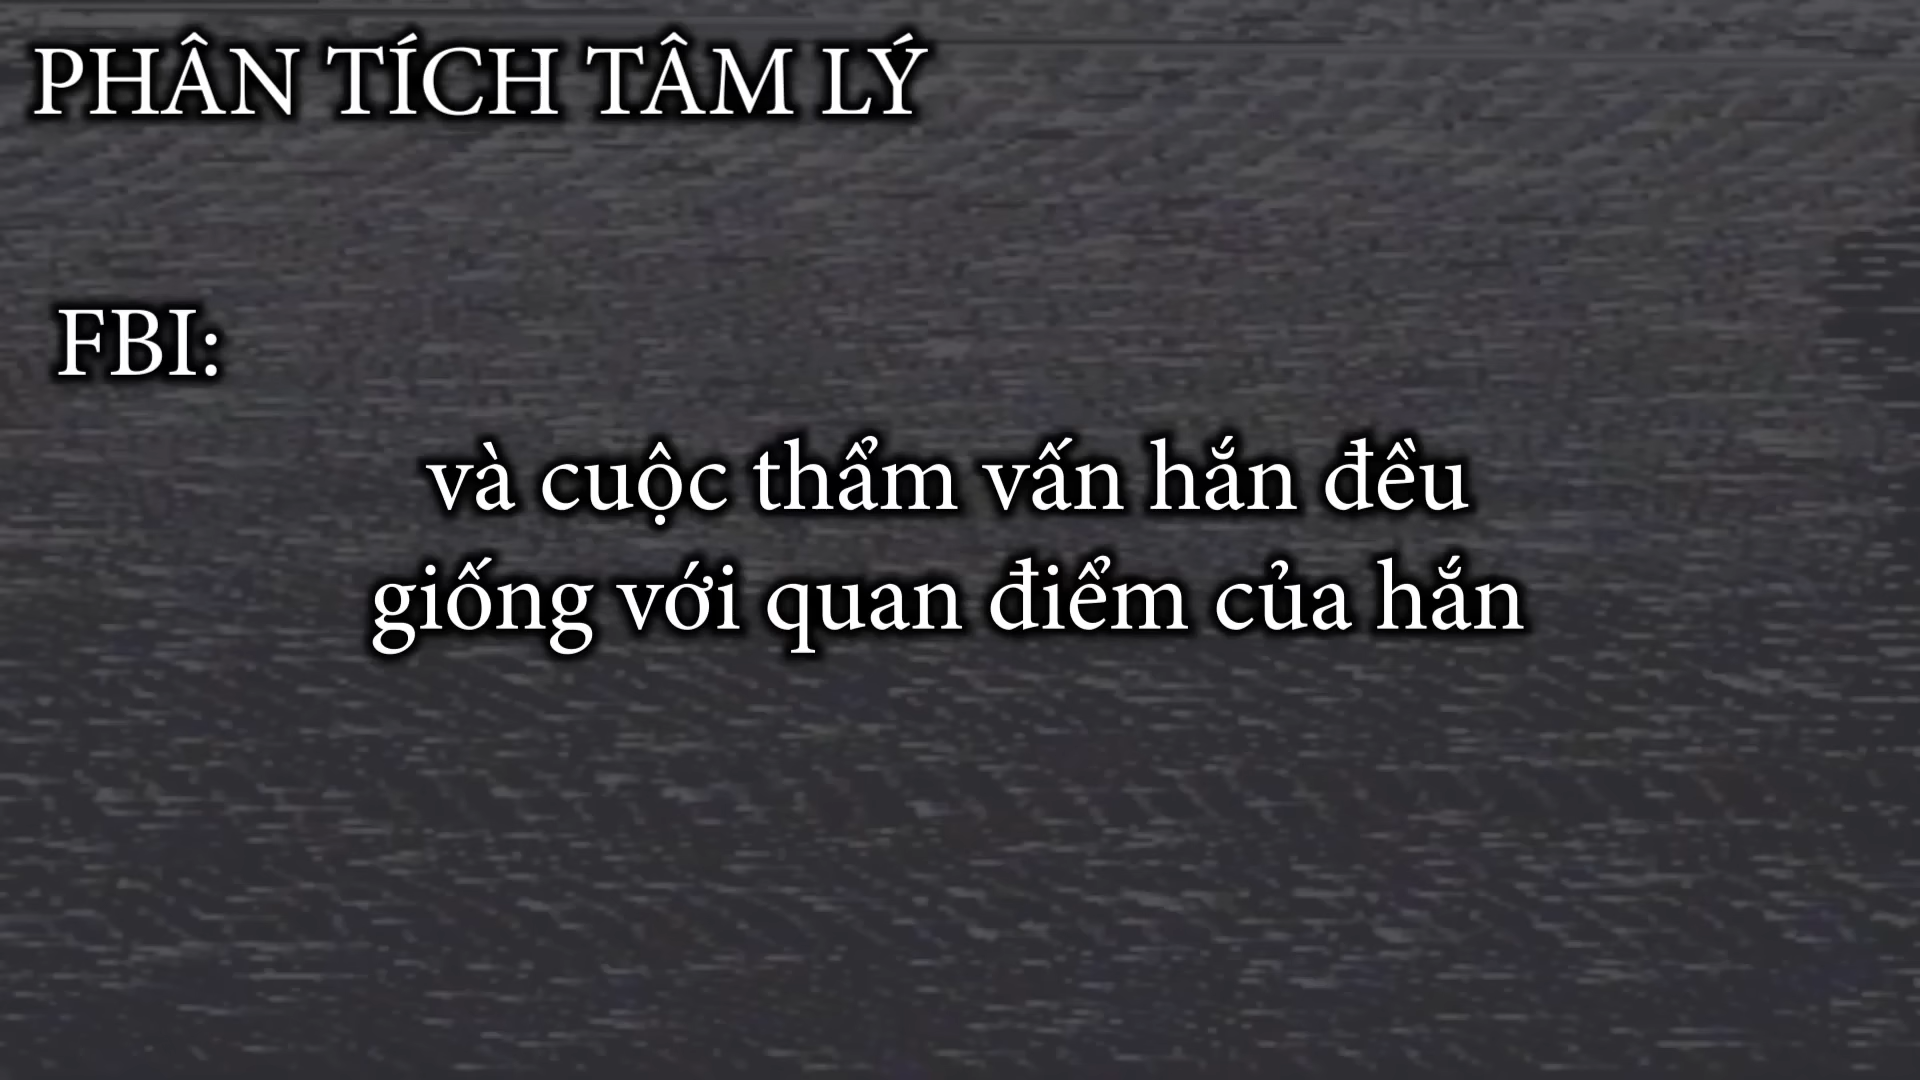 PHÂN TÍCH TÂM LÝ
FBI:
và cuộc thẩm vấn hắn đều
giống với quan điểm của hắn